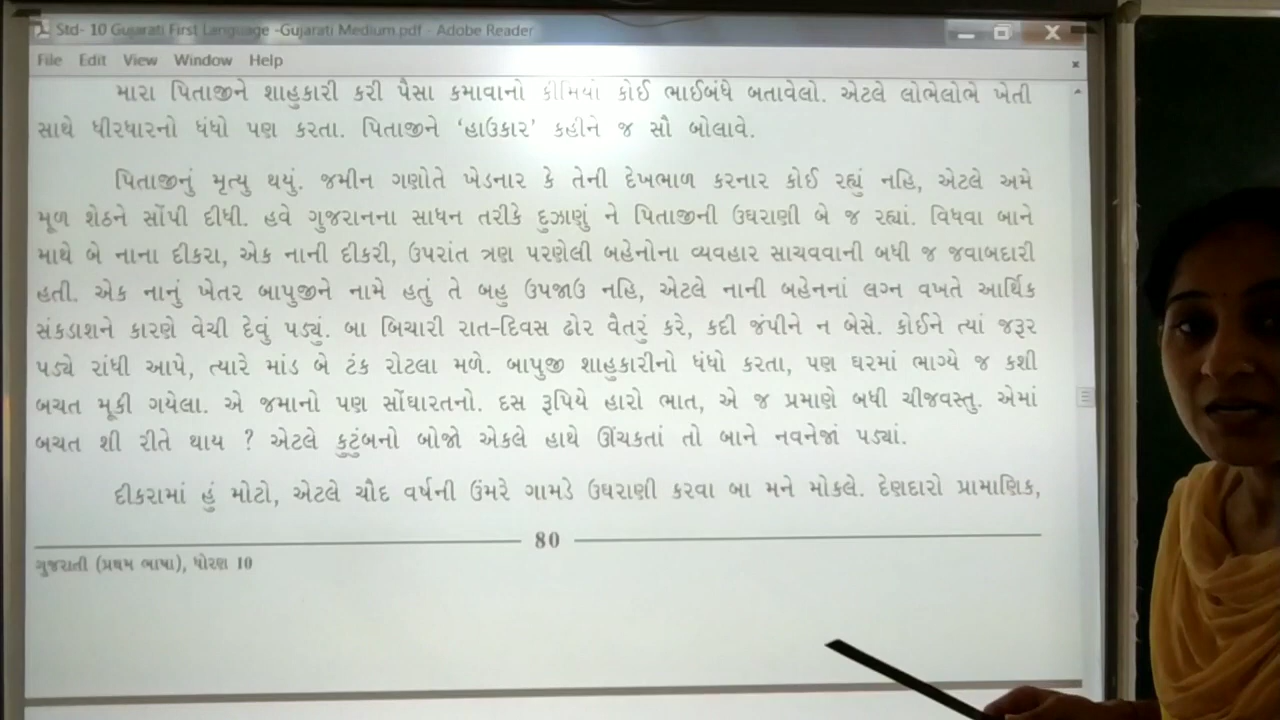 Std- 10 Gujarati First Language -Gujarati Medium.pdf - Adobe Reader
File Edit View Window Help
મારા પિતાજીને શાહુકારી કરી પૈસા કમાવાનો કીમિયો કોઈ ભાઈબંધે બતાવેલો. એટલે લોભેલોભે ખેતી
સાથે ધીરધારનો ધંધો પણ કરતા. પિતાજીને ‘હાઉકાર’ કહીને જ સૌ બોલાવે.
પિતાજીનું મૃત્યુ થયું. જમીન ગણોતે ખેડનાર કે તેની દેખભાળ કરનાર કોઈ રહ્યું નહિ, એટલે અમે
મૂળ શેઠને સોંપી દીધી. હવે ગુજરાનના સાધન તરીકે દુઝાણું ને પિતાજીની ઉઘરાણી બે જ રહ્યાં. વિધવા બાને
માથે બે નાના દીકરા, એક નાની દીકરી, ઉપરાંત ત્રણ પરણેલી બહેનોના વ્યવહાર સાચવવાની બધી જ જવાબદારી
હતી. એક નાનું ખેતર બાપુજીને નામે હતું તે બહુ ઉપજાઉ નહિ, એટલે નાની બહેનનાં લગ્ન વખતે આર્થિક
સંકડાશને કારણે વેચી દેવું પડ્યું. બા બિચારી રાત-દિવસ ઢોર વૈતરું કરે, કદી જંપીને ન બેસે. કોઈને ત્યાં જરૂર
પડ્યે રાંધી આપે, ત્યારે માંડ બે ટંક રોટલા મળે. બાપુજી શાહુકારીનો ધંધો કરતા, પણ ઘરમાં ભાગ્યે જ કશી
બચત મૂકી ગયેલા. એ જમાનો પણ સોંઘારતનો. દસ રૂપિયે હારો ભાત, એ જ પ્રમાણે બધી ચીજવસ્તુ. એમાં
બચત શી રીતે થાય ? એટલે કુટુંબનો બોજો એકલે હાથે ઊંચકતાં તો બાને નવનેજાં પડ્યાં.
દીકરામાં હું મોટો, એટલે ચૌદ વર્ષની ઉંમરે ગામડે ઉઘરાણી કરવા બા મને મોકલે. દેણદારો પ્રામાણિક,
80
ગુજરાતી (પ્રથમ ભાષા), ધોરણ 10